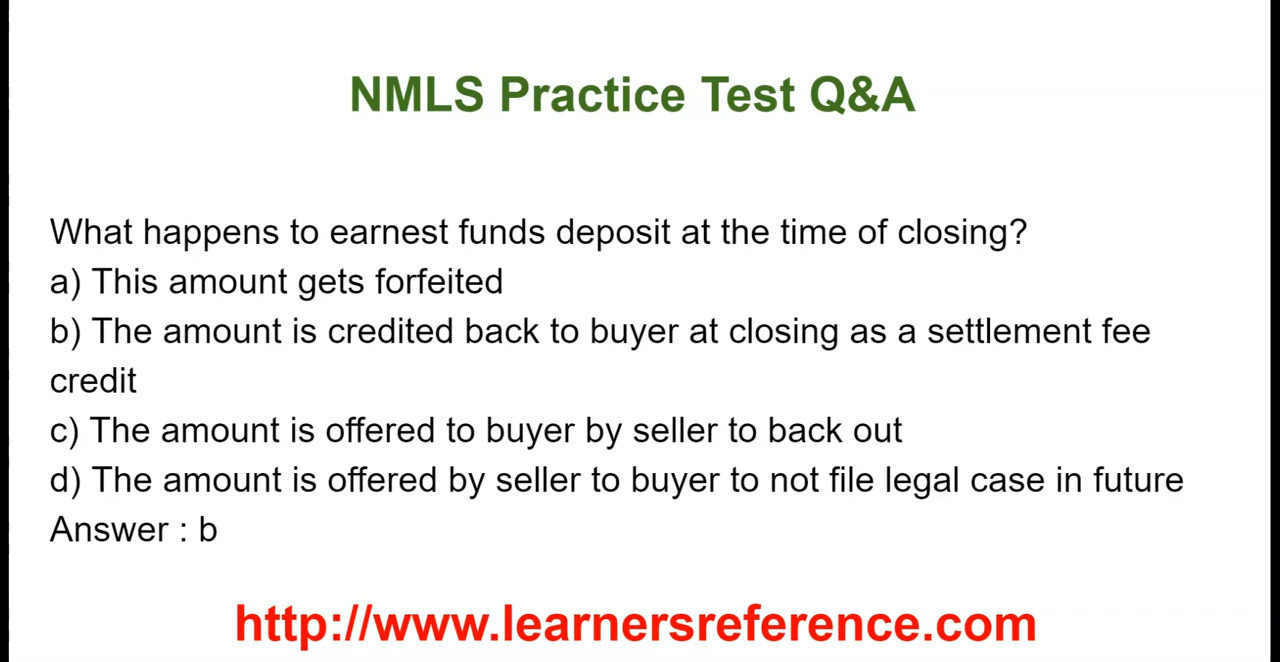 NMLS Practice Test Q&A
What happens to earnest funds deposit at the time of closing?
a) This amount gets forfeited
b) The amount is credited back to buyer at closing as a settlement fee
credit
c) The amount is offered to buyer by seller to back out
d) The amount is offered by seller to buyer to not file legal case in future
Answer : b
http://www.learnersreference.com